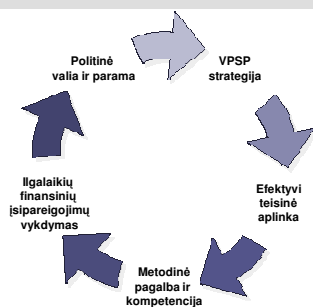 Politinė
valia ir parama
VPSP
strategija
Efektyvi
teisinė
aplinka
Metodinė
pagalba ir
kompetencija
Ilgalaikių
finansinių
įsipareigojimų
vykdymas